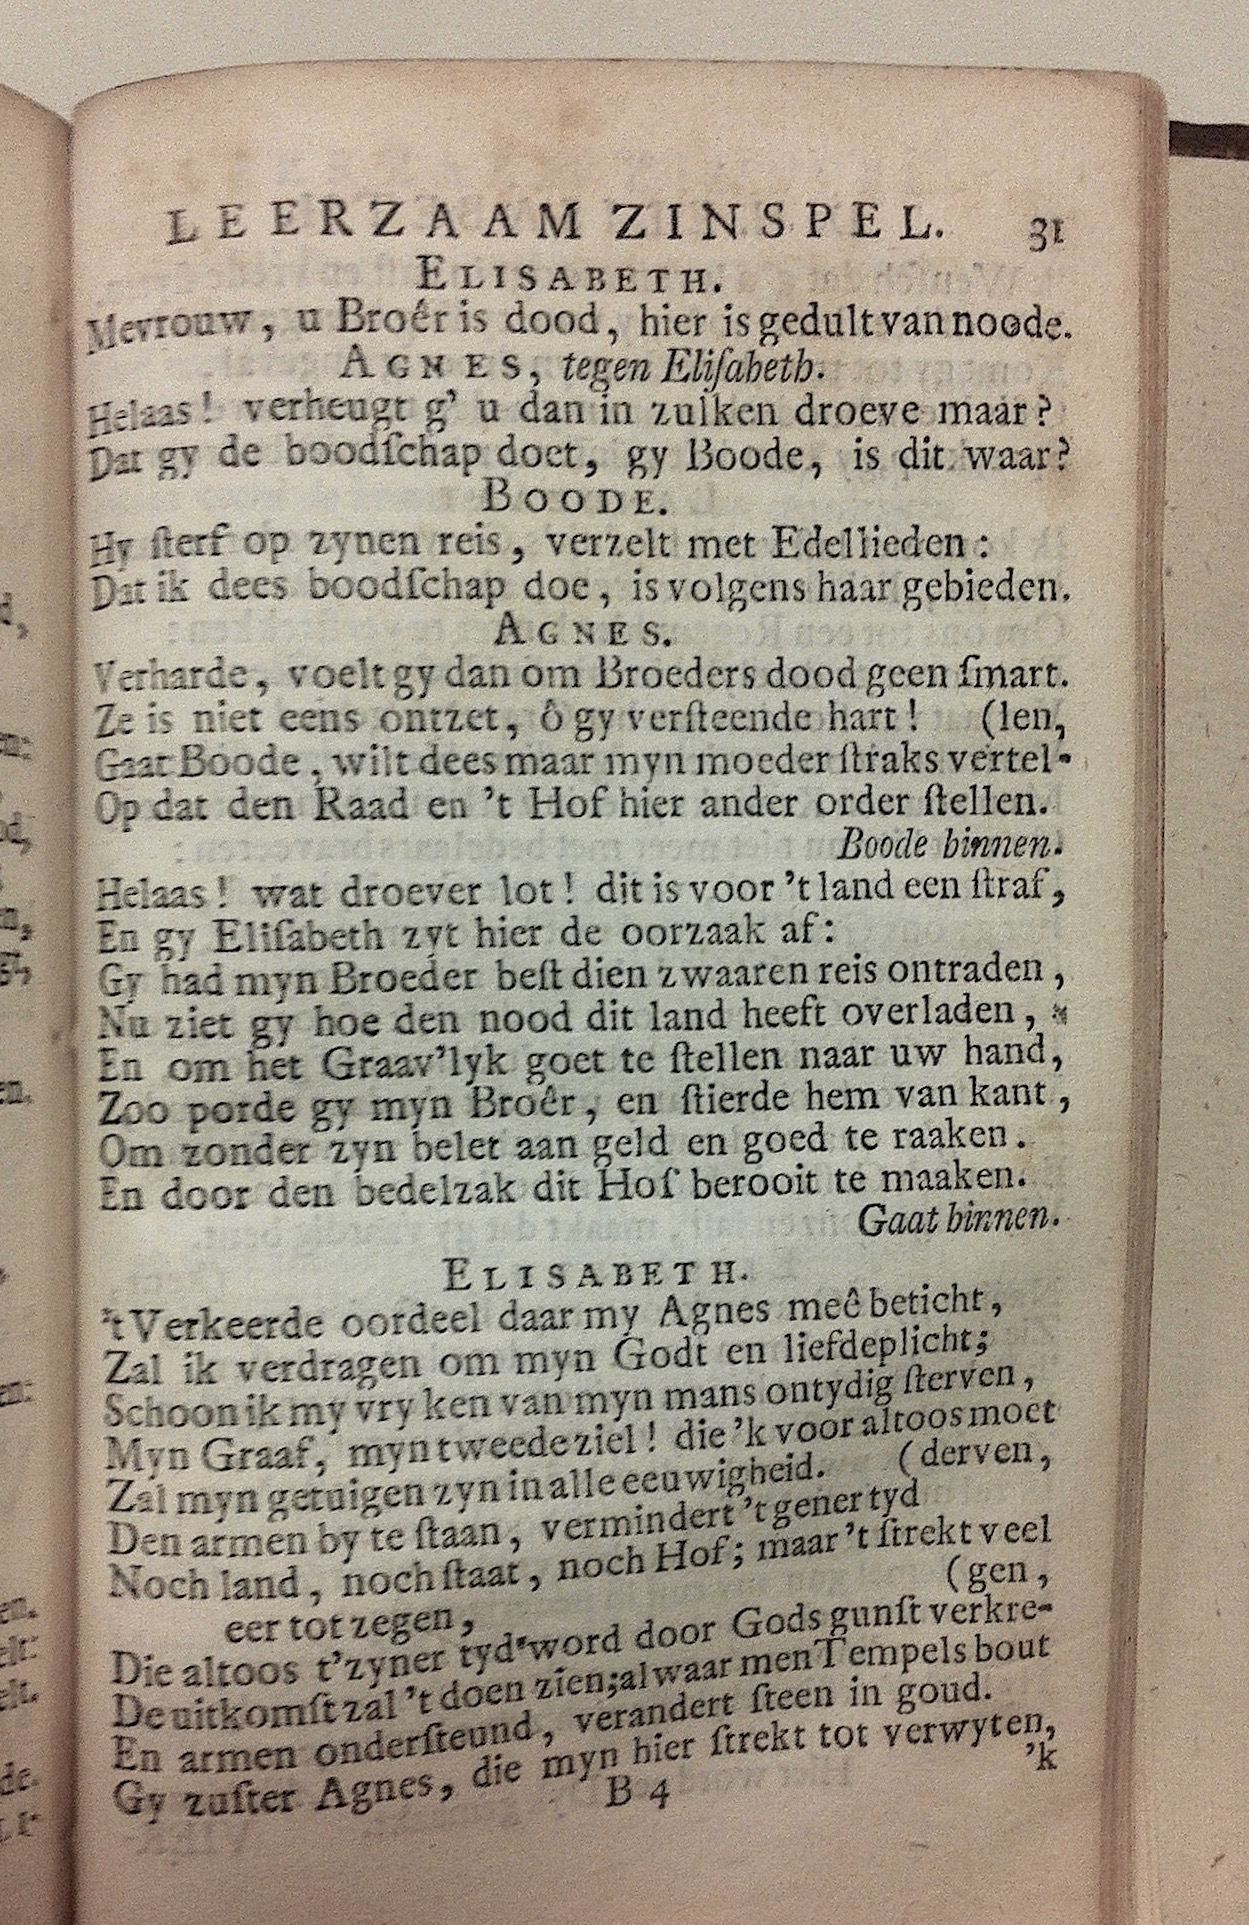 LEERZAAM ZINSPEL. 31
ELISABETH.
Mevrouw, u Broêr is dood, hier is gedult van noode.
AGNES, tegen Eliſabeth.
Helaas! verheugt g' u dan in zulken droeve maar?
Dat gy de boodſchap doet, gy Boode, is dit waar?
BOODE.
Hy ſterf op zynen reis, verzelt met Edellieden:
Dat ik dees boodſchap doe, is volgens haar gebieden.
AGNES.
Verharde, voelt gy dan om Broeders dood geen ſmart.
Ze is niet eens ontzet, ô gy verſteende hart! (len,
Gaat Boode, wilt dees maar myn moeder ſtraks vertel-
Op dat den Raad en 't Hof hier ander order ſtellen.
Boode binnen.
Helaas! wat droever lot! dit is voor 't land een ſtraf,
En gy Eliſabeth zyt hier de oorzaak af:
Gy had myn Broeder beſt dien zwaaren reis ontraden,
Nu ziet gy hoe den nood dit land heeft overladen,
En om het Graav'lyk goet te ſtellen naar uw hand,
Zoo porde gy myn Broêr, en ſtierde hem van kant,
Om zonder zyn belet aan geld en goed te raaken.
En door den bedelzak dit Hof berooit te maaken.
Gaat binnen.
ELISABETH.
't Verkeerde oordeel daar my Agnes meê beticht,
Zal ik verdragen om myn Godt en liefdeplicht;
Schoon ik my vry ken van myn mans ontydig ſterven,
Myn Graaf, myn tweede ziel! die 'k voor altoos moet
Zal myn getuigen zyn in alle eeuwigheid. (derven,
Den armen by te ſtaan, vermindert 't gener tyd
Noch land, noch ſtaat, noch Hof; maar 't ſtrekt veel
(gen,
eer tot zegen,
Die altoos t'zyner tyd word door Gods gunſt verkre-
De uitkomſt zal 't doen zien; al waar men Tempels bout
En armen onderſteund, verandert ſteen in goud.
Gy zuſter Agnes, die myn hier ſtrekt tot verwyten,
B 4 'k